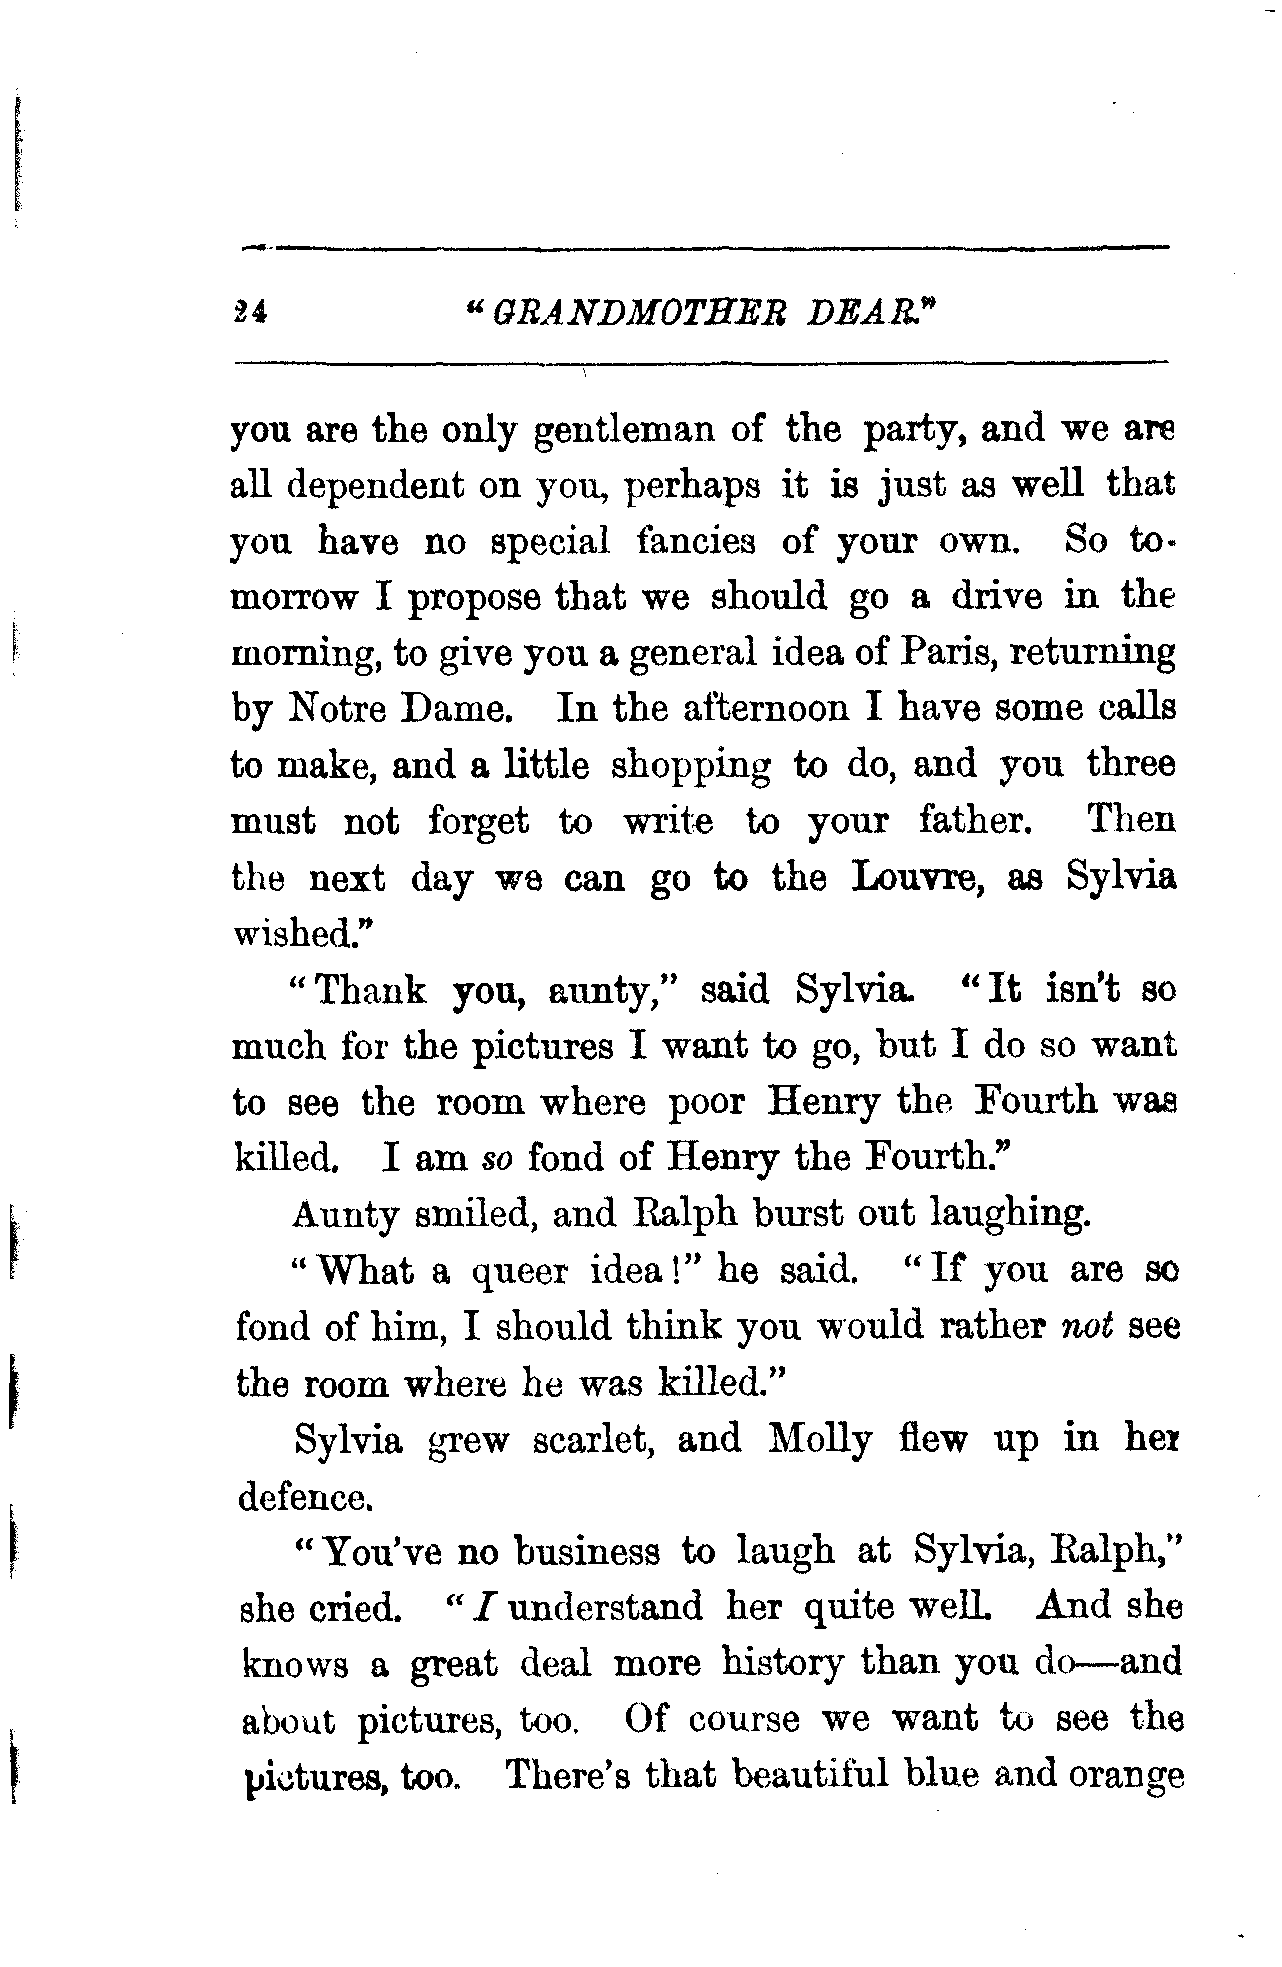 24 "GRANDMOTHER DEAR."
you are the only gentleman of the party, and we are
all dependent on you, perhaps it is just as well that
you have no special fancies of your own. So to-
morrow I propose that we should go a drive in the
morning, to give you a general idea of Paris, returning
by Notre Dame. In the afternoon I have some calls
to make, and a little shopping to do, and you three
must not forget to write to your father. Then
the next day we can go to the Louvre, as Sylvia
wished."
"Thank you, aunty," said Sylvia. "It isn't so
much for the pictures I want to go, but I do so want
to see the room where poor Henry the Fourth was
killed. I am so fond of Henry the Fourth."
Aunty smiled, and Ralph burst out laughing.
"What a queer idea!" he said. "If you are so
fond of him, I should think you would rather not see
the room where he was killed."
Sylvia grew scarlet, and Molly flew up in her
defence.
"You've no business to laugh at Sylvia, Ralph,"
she cried. "I understand her quite well. And she
knows a great deal more history than you do—and
about pictures, too. Of course we want to see the
pictures, too. There's that beautiful blue and orange